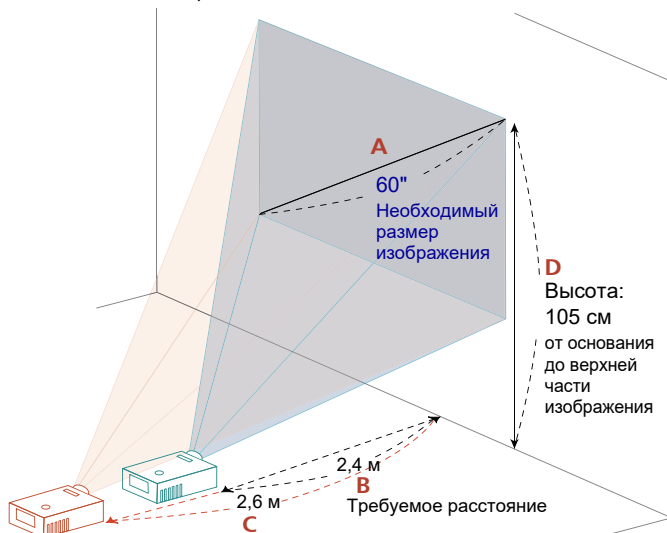 A
60"
Необходимый
размер
изображения
D
Высота:
105 см
от основания
до верхней
части
изображения
2,4 м
B
2,6 м
Требуемое расстояние
C